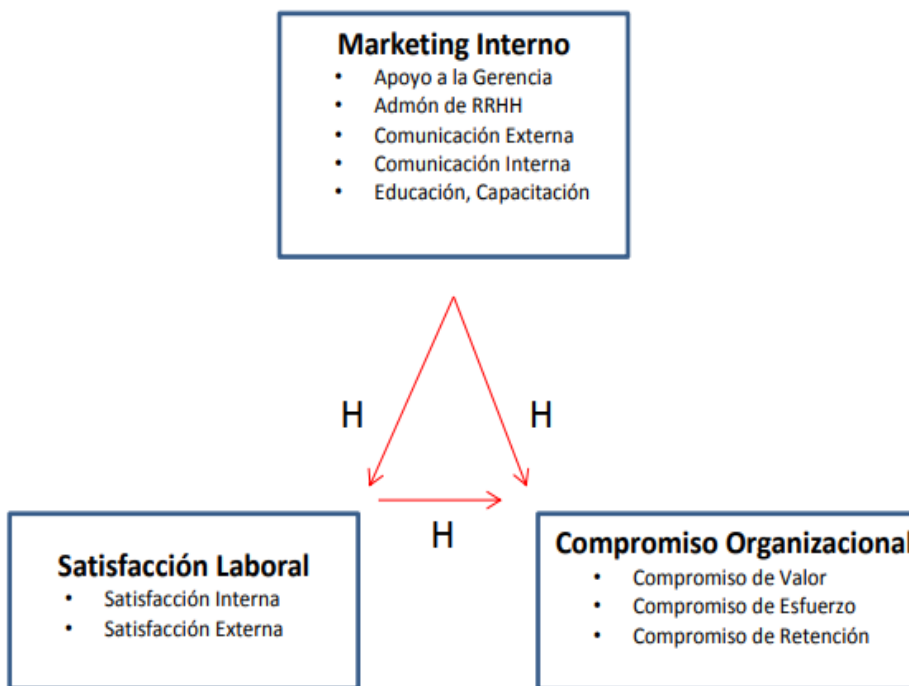 Marketing Interno
• Apoyo a la Gerencia
• Admón de RRHH
• Comunicación Externa
• Comunicación Interna
• Educación, Capacitación
H
H
H
Satisfacción Laboral
• Satisfacción Interna
• Satisfacción Externa
Compromiso Organizacional
• Compromiso de Valor
• Compromiso de Esfuerzo
• Compromiso de Retención